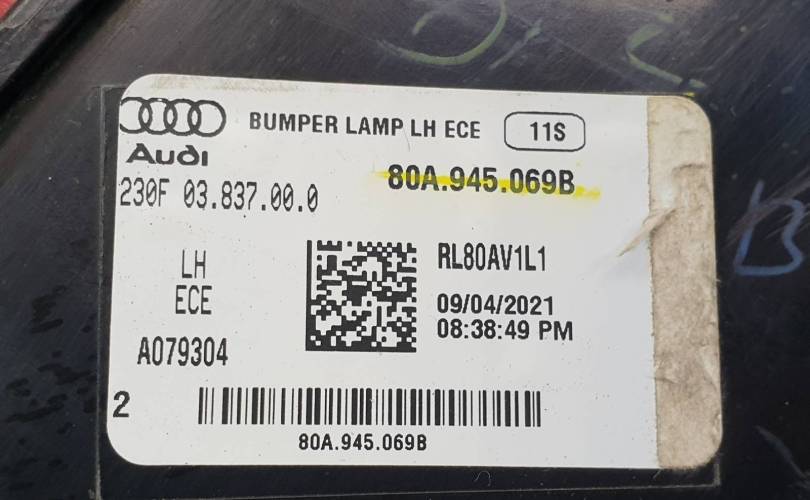 BUMPER LAMP LH ECE 11S
Audi
80A.945.069B
230F 03.837.00.0
LH
ECE
RL80AV1L1
09/04/2021
08:38:49 PM
A079304
2
80A.945.069B
B